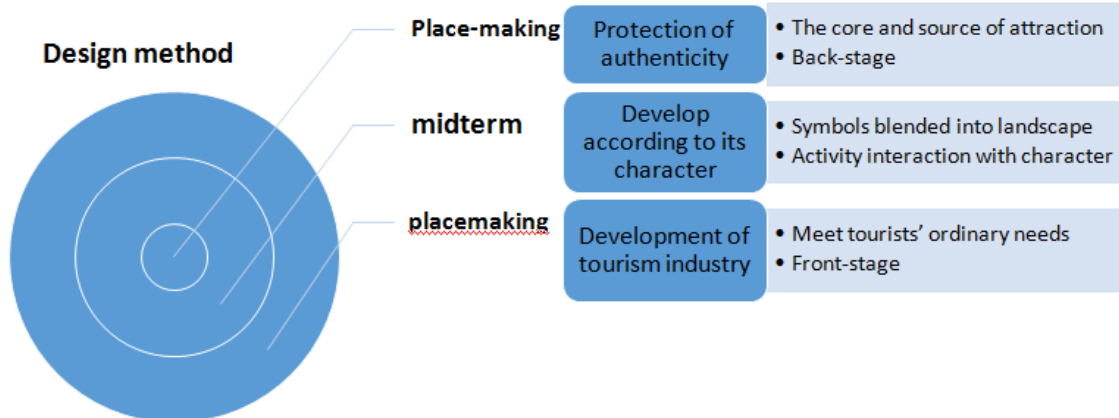 Design method
Place-making
Protection of
authenticity
• The core and source of attraction
• Back-stage
midterm
Develop
according to its
character
• Symbols blended into landscape
• Activity interaction with character
placemaking
Development of
tourism industry
• Meet tourists’ ordinary needs
• Front-stage